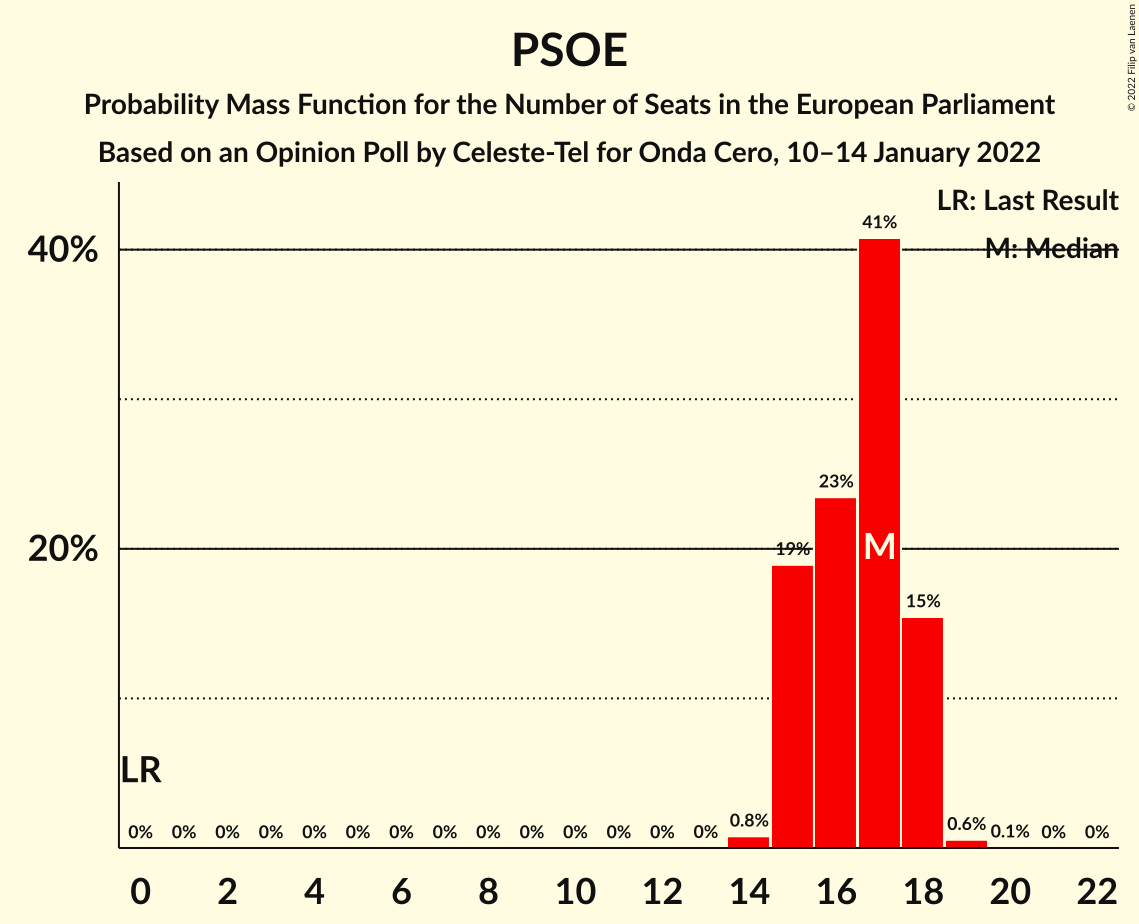 PSOE
Probability Mass Function for the Number of Seats in the European Parliament
Based on an Opinion Poll by Celeste-Tel for Onda Cero, 10–14 January 2022
© 2022 Filip van Laenen
LR: Last Result
M: Median
40%
20%
41%
23%
19%
M
15%
LR
0% 0% 0% 0% 0% 0% 0% 0% 0% 0% 0% 0% 0% 0% 0.8% 0.6% 0.1% 0% 0%
0 2 4 6 8 10 12 14 16 18 20 22